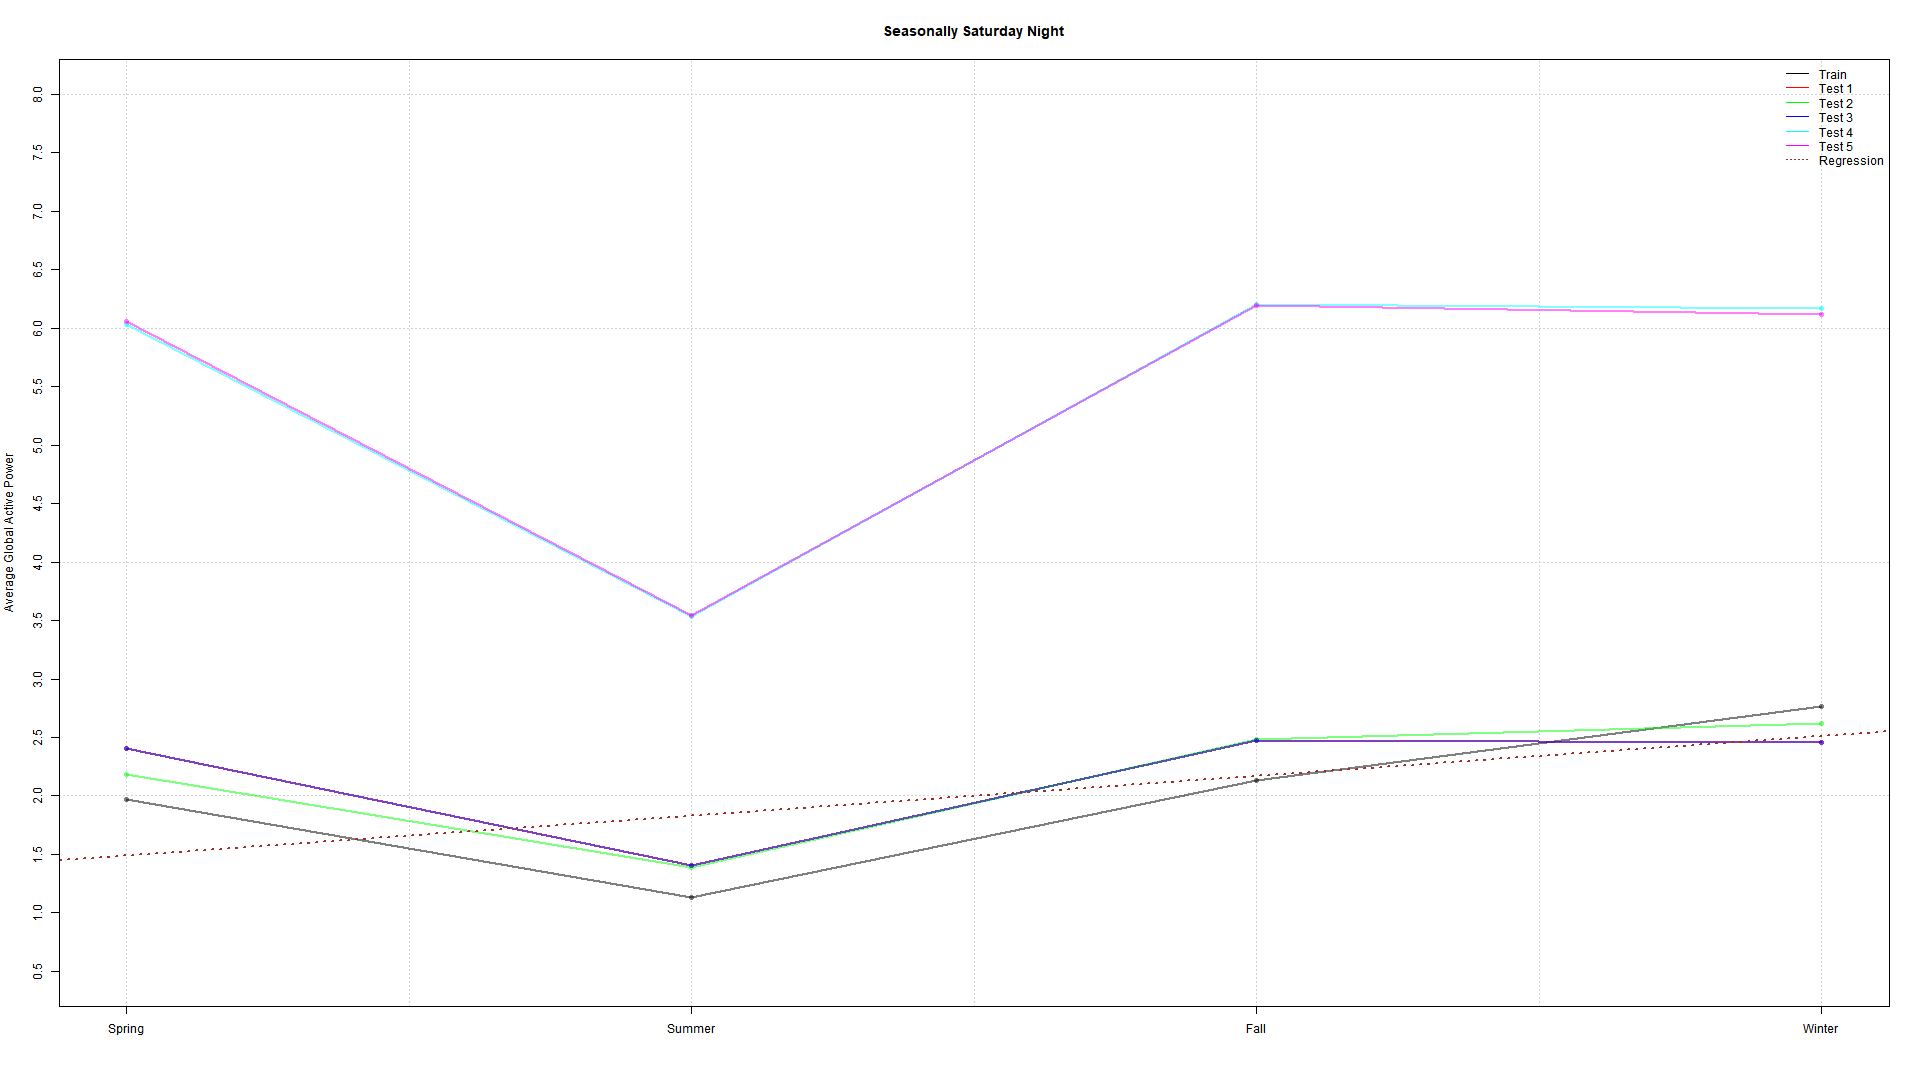 Seasonally Saturday Night
Train
Test 1
Test 2
Test 3
Test 4
Test 5
Regression
Average Global Active Power
8.0
7.5
7.0
6.5
6.0
5.5
5.0
4.5
4.0
3.5
3.0
2.5
2.0
1.5
1.0
0.5
Spring Summer Fall Winter